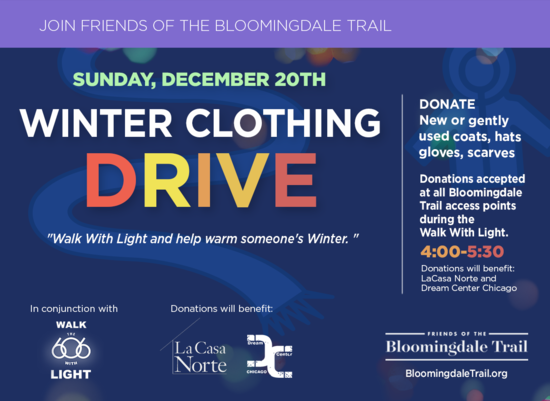 JOIN FRIENDS OF THE BLOOMINGDALE TRAIL
SUNDAY, DECEMBER 20TH
WINTER CLOTHING
DRIVE
"Walk With Light and help warm someone's Winter. "
DONATE
New or gently
used coats, hats
gloves, scarves
Donations accepted
at all Bloomingdale
Trail access points
during the
Walk With Light.
4:00-5:30
Donations will benefit:
LaCasa Norte and
Dream Center Chicago
In conjunction with
WALK
THE
606
WITH
LIGHT
Donations will benefit:
La Casa
Norte
Dream
Center
CHICAGO
FRIENDS OF THE
Bloomingdale Trail
BloomingdaleTrail.org